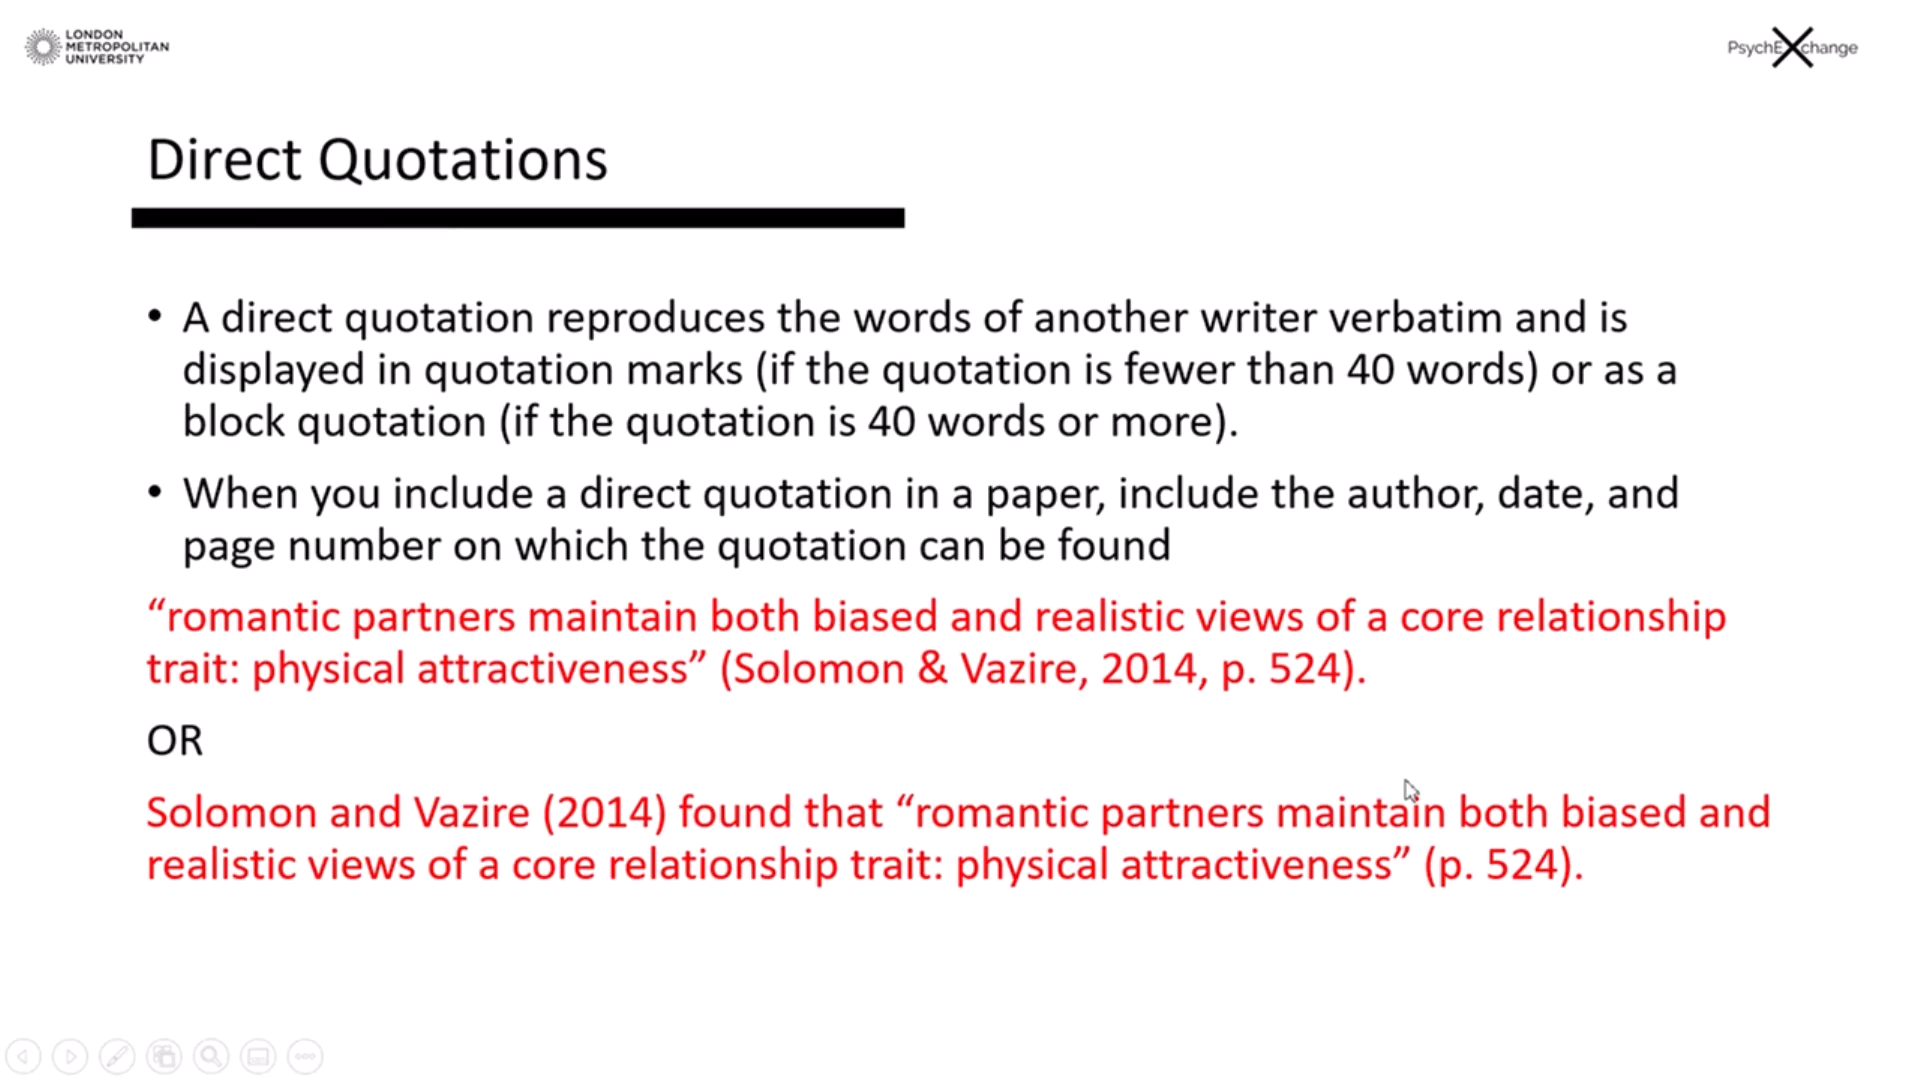 LONDON
METROPOLITAN
UNIVERSITY
PsychEXchange
Direct Quotations
• A direct quotation reproduces the words of another writer verbatim and is
displayed in quotation marks (if the quotation is fewer than 40 words) or as a
block quotation (if the quotation is 40 words or more).
• When you include a direct quotation in a paper, include the author, date, and
page number on which the quotation can be found
“romantic partners maintain both biased and realistic views of a core relationship
trait: physical attractiveness” (Solomon & Vazire, 2014, p. 524).
OR
Solomon and Vazire (2014) found that “romantic partners maintain both biased and
realistic views of a core relationship trait: physical attractiveness” (p. 524).